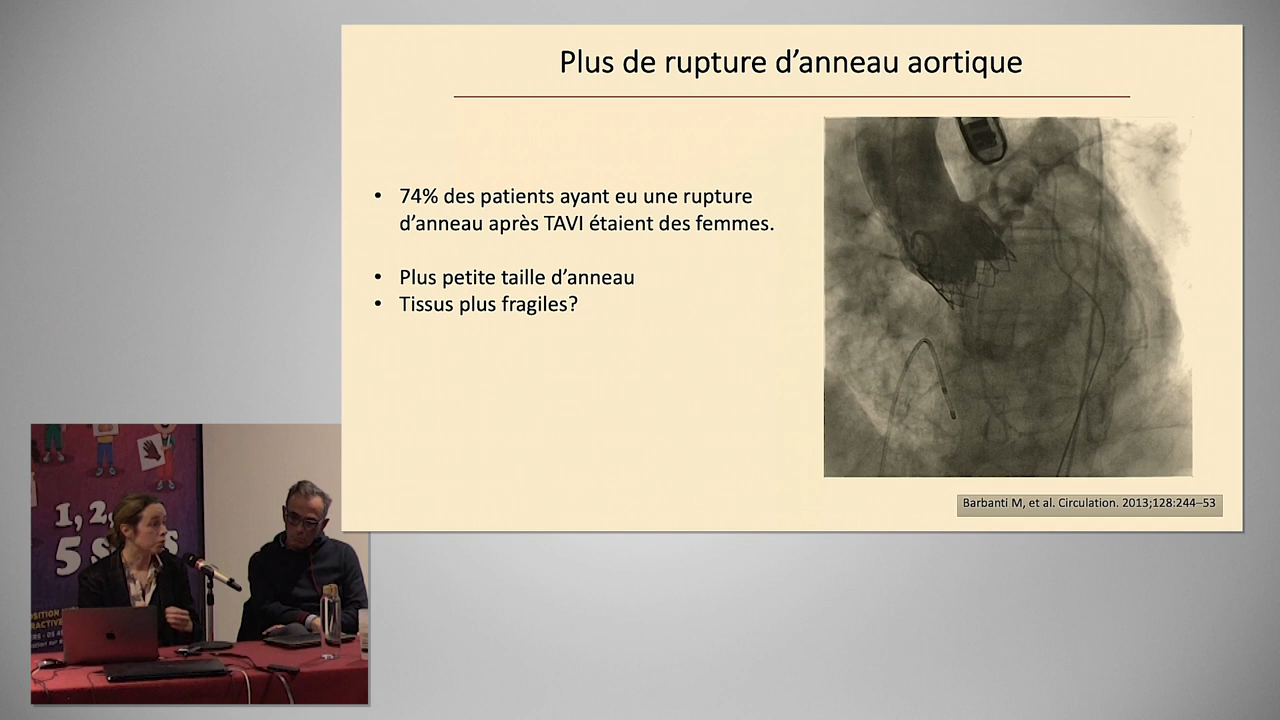 Plus de rupture d’anneau aortique
• 74% des patients ayant eu une rupture
d’anneau après TAVI étaient des femmes.
• Plus petite taille d’anneau
• Tissus plus fragiles?
Barbanti M, et al. Circulation. 2013;128:244–53
1, 2,
5